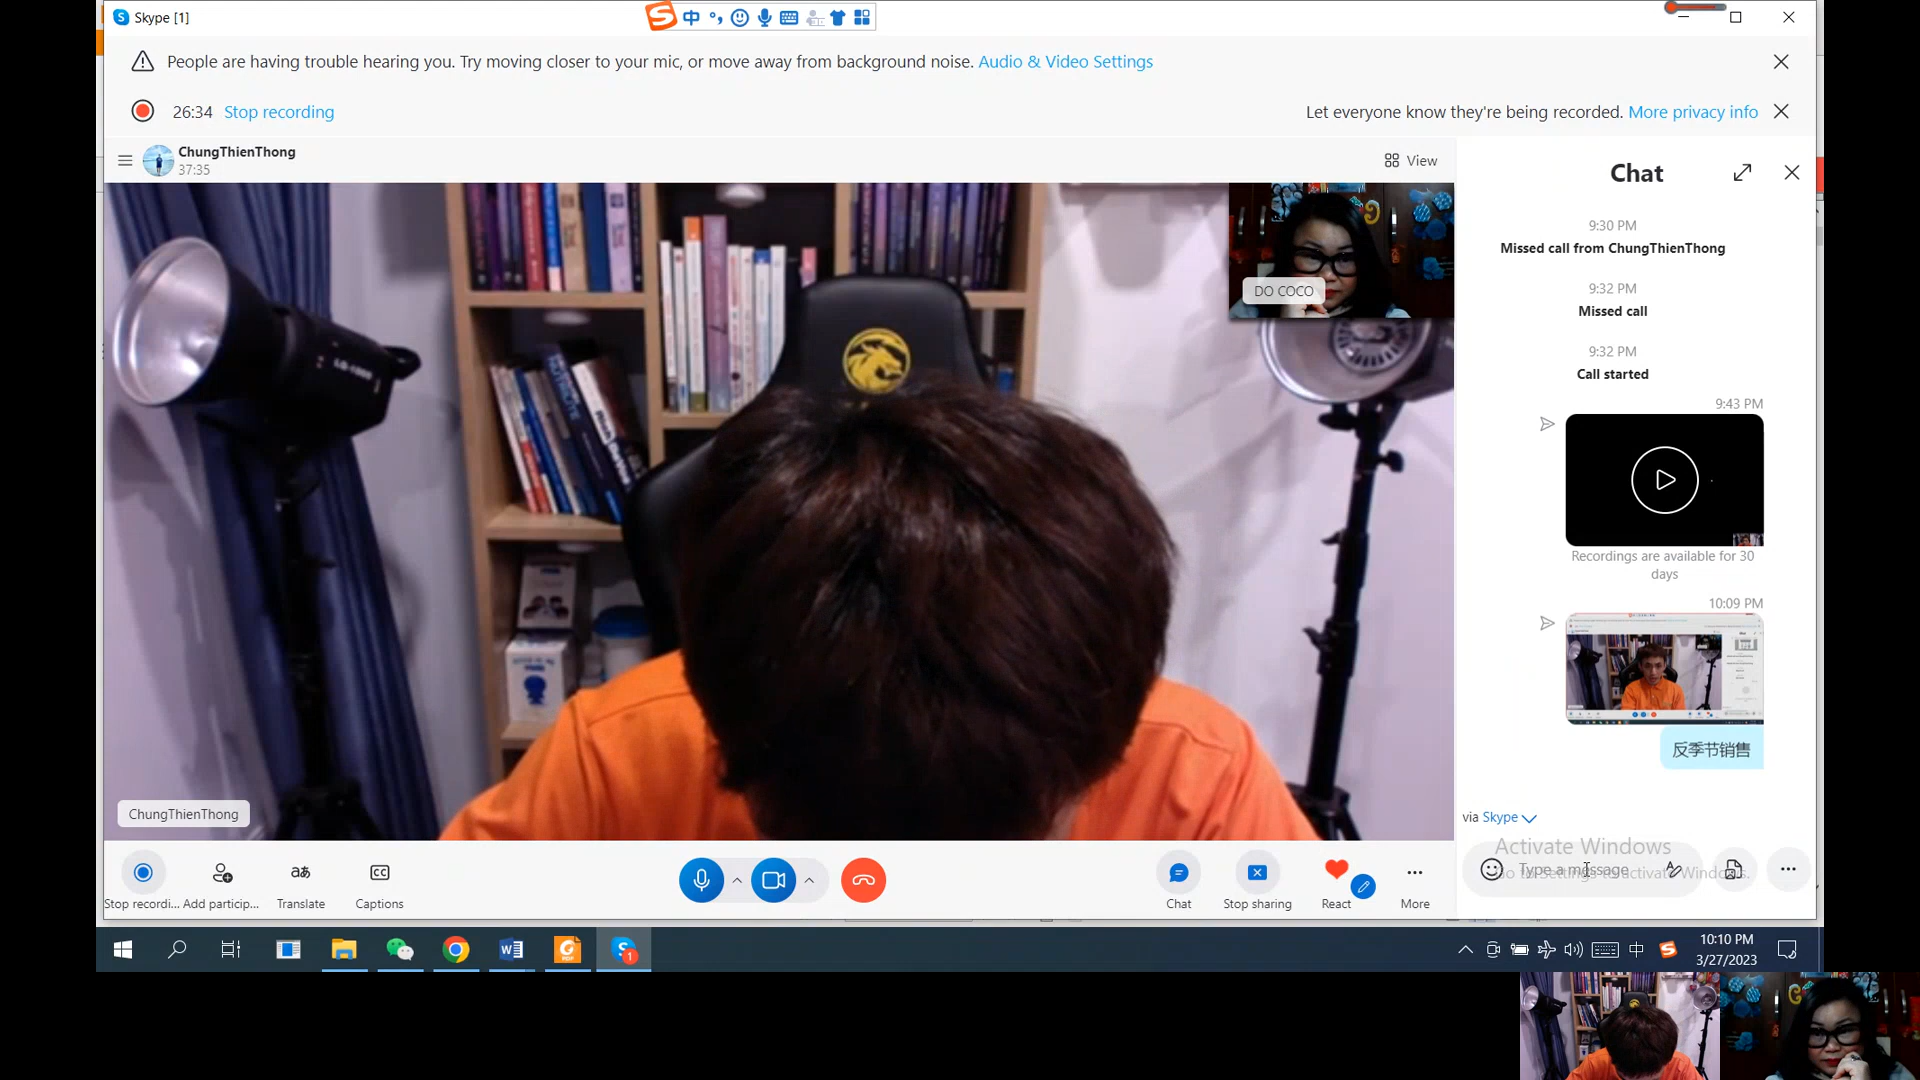 Skype [1]
中
People are having trouble hearing you. Try moving closer to your mic, or move away from background noise. Audio & Video Settings
26:34 Stop recording
Let everyone know they're being recorded. More privacy info
ChungThienThong
37:35
View
Chat
9:30 PM
Missed call from ChungThienThong
9:32 PM
Missed call
9:32 PM
Call started
9:43 PM
Recordings are available for 30
days
10:09 PM
反季节销售
DO COCO
ChungThienThong
via Skype
Activate Windows
Type a message
Stop recordi...
Add particip...
Translate
Captions
Chat
Stop sharing
React
More
中
10:10 PM
3/27/2023